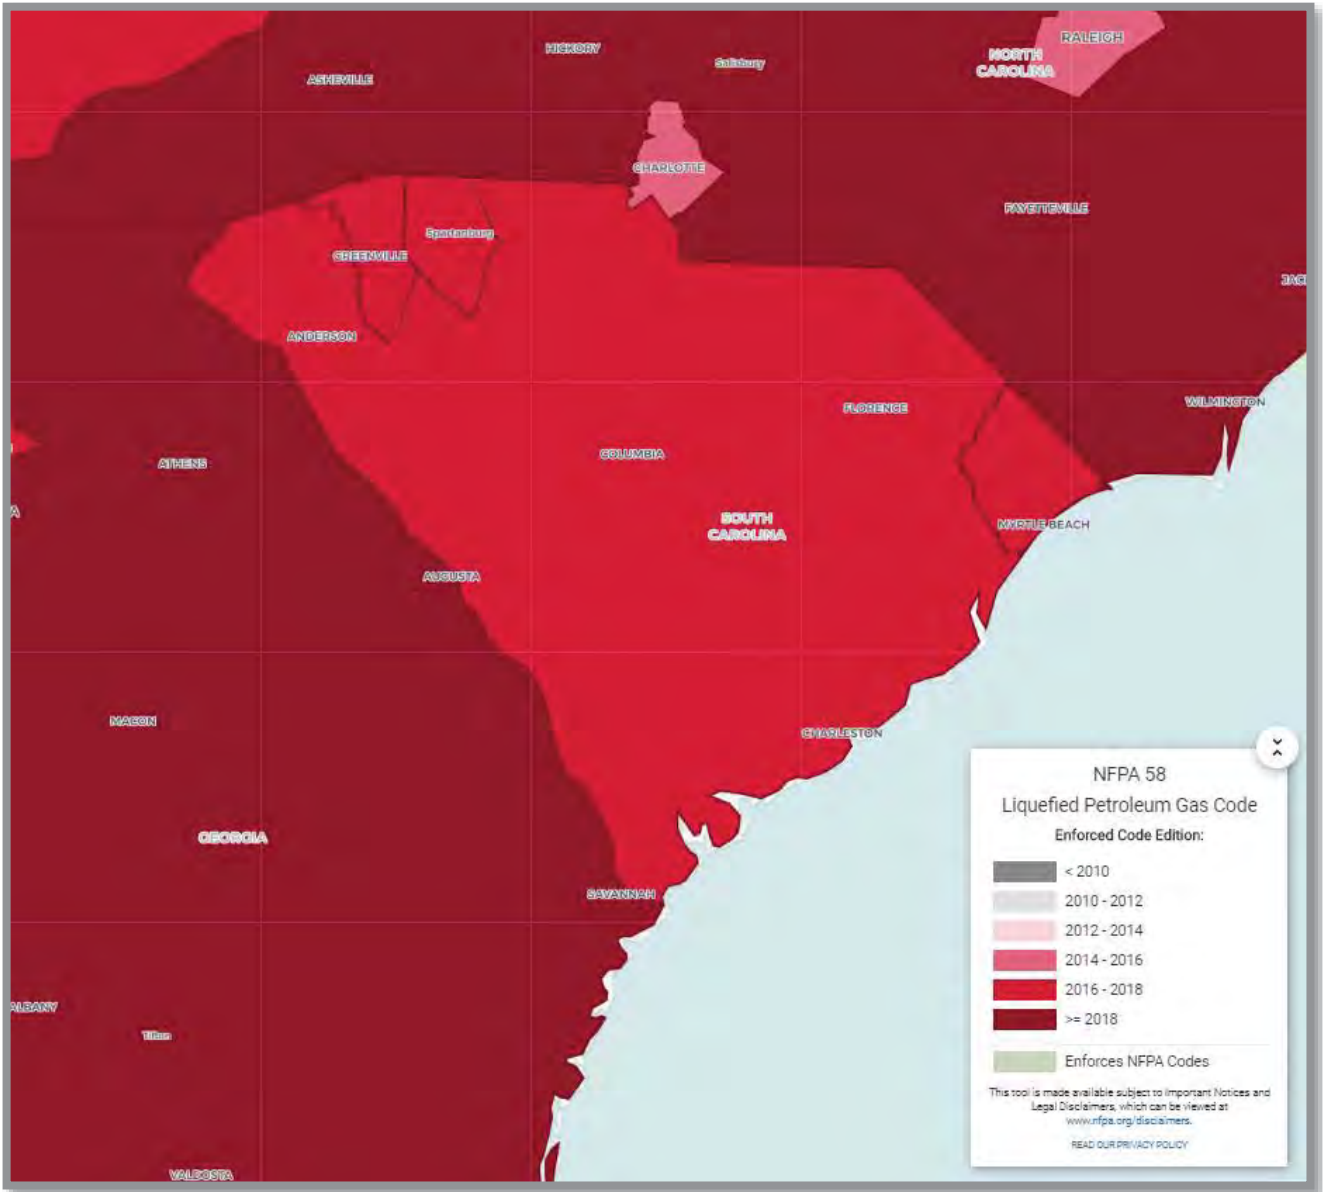 HICKORY
RALEIGH
NORTH
CAROLINA
Salisbury
ASHEVILLE
CHARLOTTE
FAYETTEVILLE
Spartanburg
GREENVILLE
JAC
ANDERSON
WILMINGTON
FLORENCE
COLUMBIA
ATHENS
A
SOUTH
CAROLINA
MYRTLE BEACH
AUGUSTA
MACON
CHARLESTON
GEORGIA
SAVANNAH
ALBANY
Tifton
VALDOSTA
NFPA 58
Liquefied Petroleum Gas Code
Enforced Code Edition:
< 2010
2010 - 2012
2012 - 2014
2014 - 2016
2016 - 2018
>= 2018
Enforces NFPA Codes
This tool is made available subject to Important Notices and
Legal Disclaimers, which can be viewed at
www.nfpa.org/disclaimers.
READ OUR PRIVACY POLICY